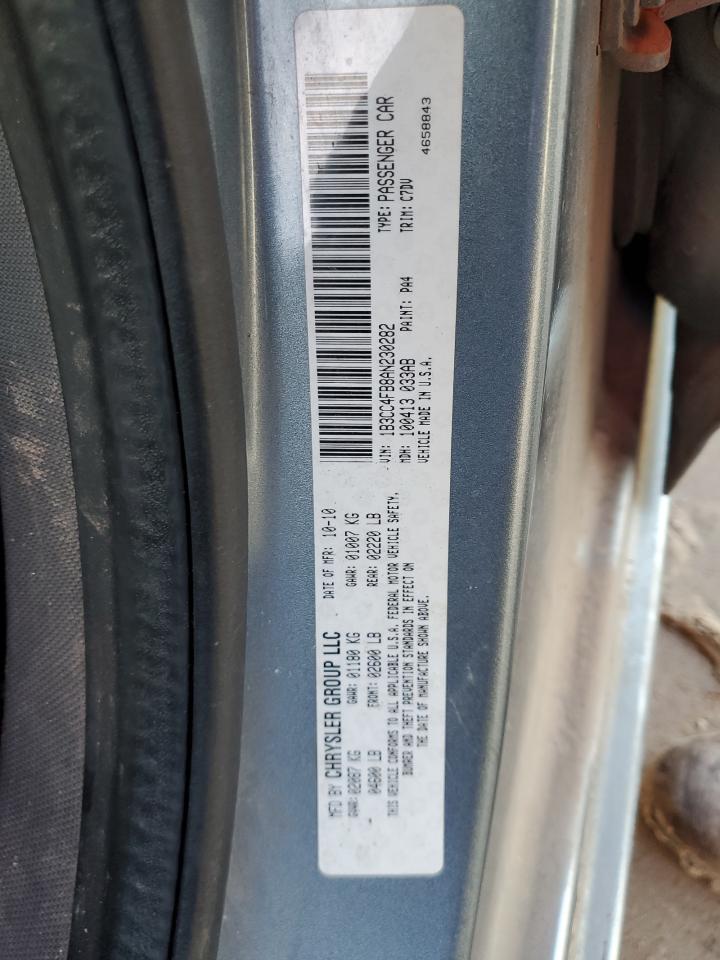 MFD BY CHRYSLER GROUP LLC DATE OF MFR: 10-10
GVWR: 02087 KG GAWR: 01180 KG GAWR: 01007 KG
04600 LB FRONT: 02600 LB REAR: 02220 LB
THIS VEHICLE CONFORMS TO ALL APPLICABLE U.S.A. FEDERAL MOTOR VEHICLE SAFETY,
BUMPER AND THEFT PREVENTION STANDARDS IN EFFECT ON
THE DATE OF MANUFACTURE SHOWN ABOVE.
VIN: 1B3CC4FB8AN230282 TYPE: PASSENGER CAR
MDH: 100413 033AB PAINT: PA4 TRIM: C7DV
VEHICLE MADE IN U.S.A. 4658843